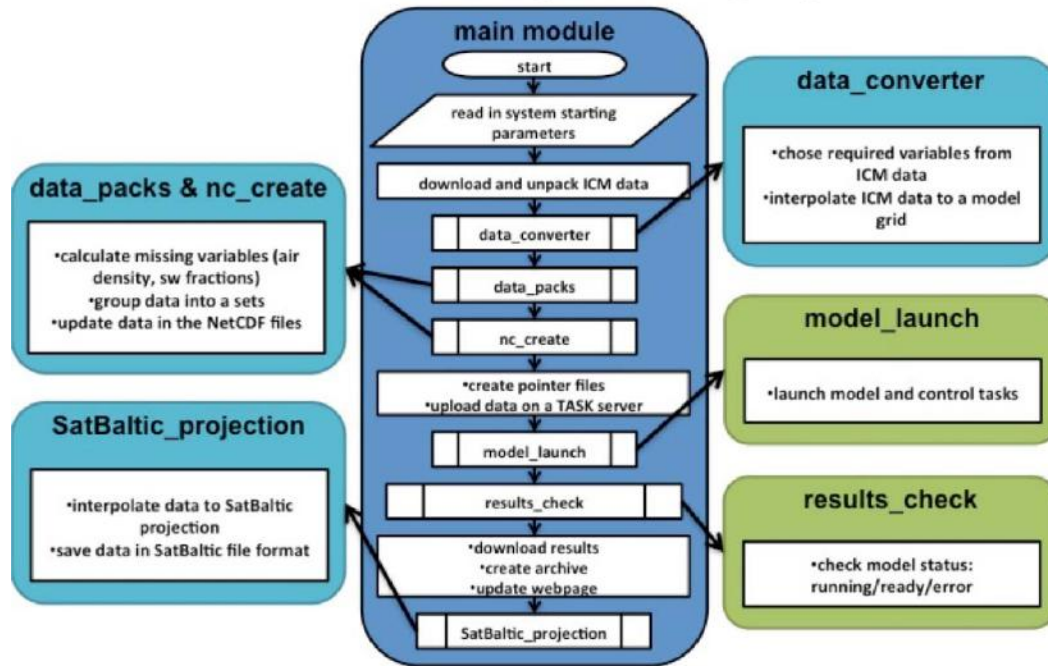 main module
start
read in system starting
parameters
download and unpack ICM data
data_converter
data_packs
nc_create
•create pointer files
•upload data on a TASK server
model_launch
results_check
•download results
•create archive
•update webpage
SatBaltic_projection
data_packs & nc_create
•calculate missing variables (air
density, sw fractions)
•group data into a sets
•update data in the NetCDF files
SatBaltic_projection
•interpolate data to SatBaltic
projection
•save data in SatBaltic file format
data_converter
•chose required variables from
ICM data
•interpolate ICM data to a model
grid
model_launch
•launch model and control tasks
results_check
•check model status:
running/ready/error